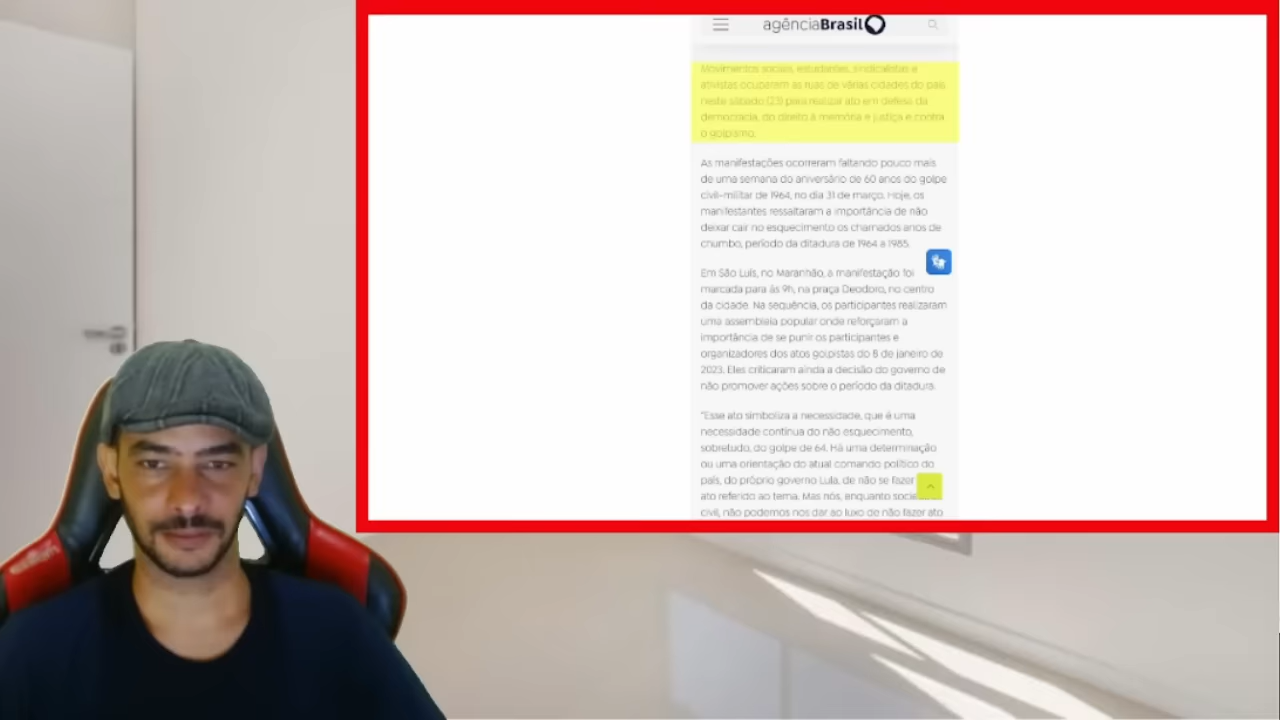 agênciaBrasil
Movimentos sociais, estudantes, sindicalistas e
ativistas ocuparam as ruas de várias cidades do país
neste sábado (23) para realizar ato em defesa da
democracia, do direito à memória e justiça e contra
o golpismo.
As manifestações ocorreram faltando pouco mais
de uma semana do aniversário de 60 anos do golpe
civil-militar de 1964, no dia 31 de março. Hoje, os
manifestantes ressaltaram a importância de não
deixar cair no esquecimento os chamados anos de
chumbo, período da ditadura de 1964 a 1985.
Em São Luís, no Maranhão, a manifestação foi
marcada para às 9h, na praça Deodoro, no centro
da cidade. Na sequência, os participantes realizaram
uma assembleia popular onde reforçaram a
importância de se punir os participantes e
organizadores dos atos golpistas do 8 de janeiro de
2023. Eles criticaram ainda a decisão do governo de
não promover ações sobre o período da ditadura.
"Esse ato simboliza a necessidade, que é uma
necessidade contínua do não esquecimento,
sobretudo, do golpe de 64. Há uma determinação
ou uma orientação do atual comando político do
país, do próprio governo Lula, de não se fazer
ato referido ao tema. Mas nós, enquanto
civil, não podemos nos dar ao luxo de não fazer ato